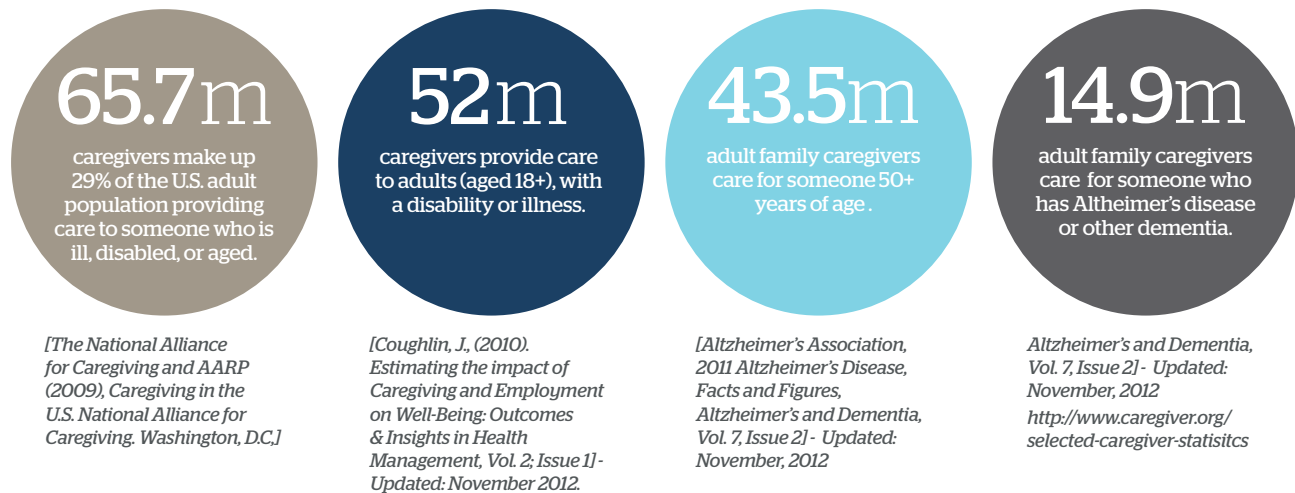 65.7m
caregivers make up
29% of the U.S. adult
population providing
care to someone who is
ill, disabled, or aged.
[The National Alliance
for Caregiving and AARP
(2009), Caregiving in the
U.S. National Alliance for
Caregiving. Washington, D.C,]
52m
caregivers provide care
to adults (aged 18+), with
a disability or illness.
[Coughlin, J., (2010).
Estimating the impact of
Caregiving and Employment
on Well-Being: Outcomes
& Insights in Health
Management, Vol. 2; Issue 1] -
Updated: November 2012.
43.5m
adult family caregivers
care for someone 50+
years of age .
[Altzheimer's Association,
2011 Altzheimer's Disease,
Facts and Figures,
Altzheimer's and Dementia,
Vol. 7, Issue 2] - Updated:
November, 2012
14.9m
adult family caregivers
care for someone who
has Altheimer's disease
or other dementia.
Altzheimer's and Dementia,
Vol. 7, Issue 2] - Updated:
November, 2012
http://www.caregiver.org/
selected-caregiver-statisitcs